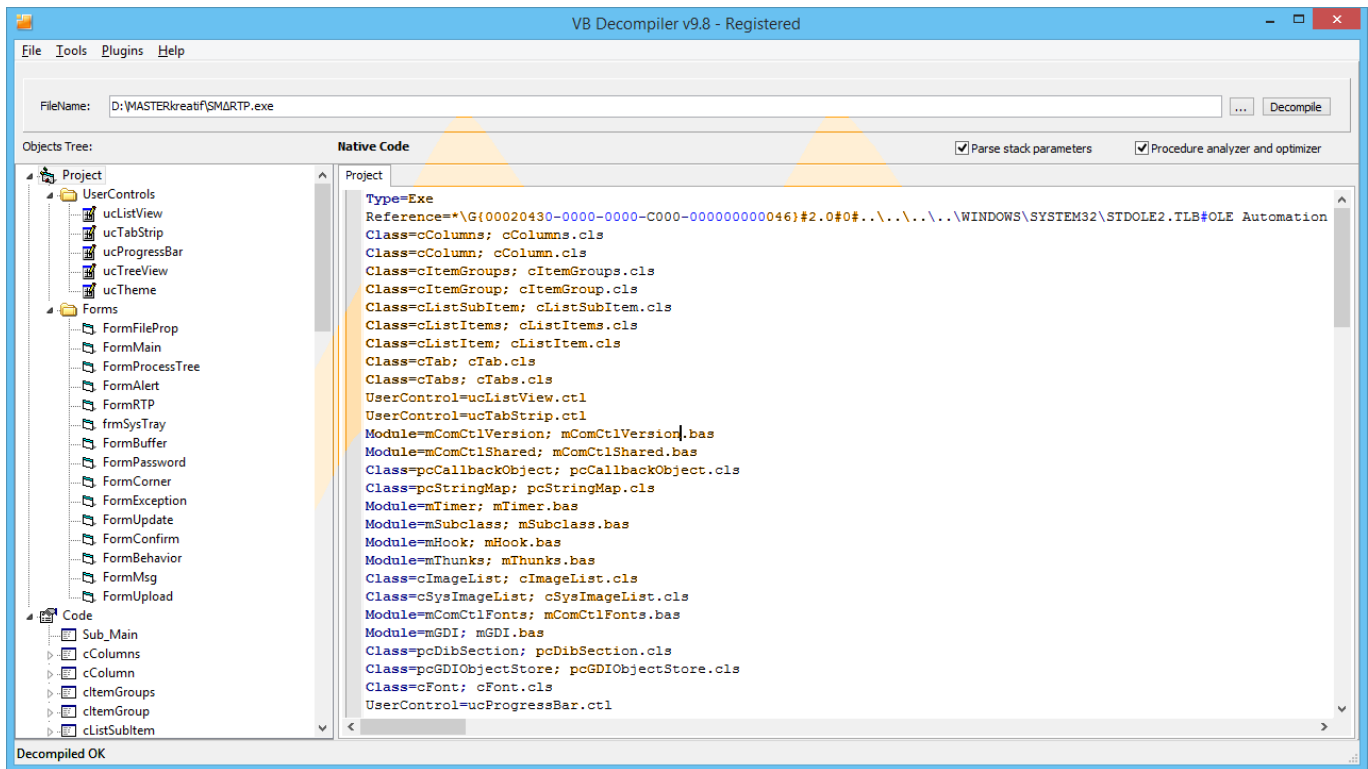 VB Decompiler v9.8 - Registered
File Tools Plugins Help
FileName: D:\MASTERkreatif\SMΔRTP.exe ... Decompile
Objects Tree: Native Code Parse stack parameters Procedure analyzer and optimizer
Project
UserControls
ucListView
ucTabStrip
ucProgressBar
ucTreeView
ucTheme
Forms
FormFileProp
FormMain
FormProcessTree
FormAlert
FormRTP
frmSysTray
FormBuffer
FormPassword
FormCorner
FormException
FormUpdate
FormConfirm
FormBehavior
FormMsg
FormUpload
Code
Sub_Main
cColumns
cColumn
cItemGroups
cItemGroup
cListSubItem
Project
Type=Exe
Reference=*\G{00020430-0000-0000-C000-000000000046}#2.0#0#..\..\..\..\WINDOWS\SYSTEM32\STDOLE2.TLB#OLE Automation
Class=cColumns; cColumns.cls
Class=cColumn; cColumn.cls
Class=cItemGroups; cItemGroups.cls
Class=cItemGroup; cItemGroup.cls
Class=cListSubItem; cListSubItem.cls
Class=cListItems; cListItems.cls
Class=cListItem; cListItem.cls
Class=cTab; cTab.cls
Class=cTabs; cTabs.cls
UserControl=ucListView.ctl
UserControl=ucTabStrip.ctl
Module=mComCtlVersion; mComCtlVersion.bas
Module=mComCtlShared; mComCtlShared.bas
Class=pcCallbackObject; pcCallbackObject.cls
Class=pcStringMap; pcStringMap.cls
Module=mTimer; mTimer.bas
Module=mSubclass; mSubclass.bas
Module=mHook; mHook.bas
Module=mThunks; mThunks.bas
Class=cImageList; cImageList.cls
Class=cSysImageList; cSysImageList.cls
Module=mComCtlFonts; mComCtlFonts.bas
Module=mGDI; mGDI.bas
Class=pcDibSection; pcDibSection.cls
Class=pcGDIObjectStore; pcGDIObjectStore.cls
Class=cFont; cFont.cls
UserControl=ucProgressBar.ctl
Decompiled OK